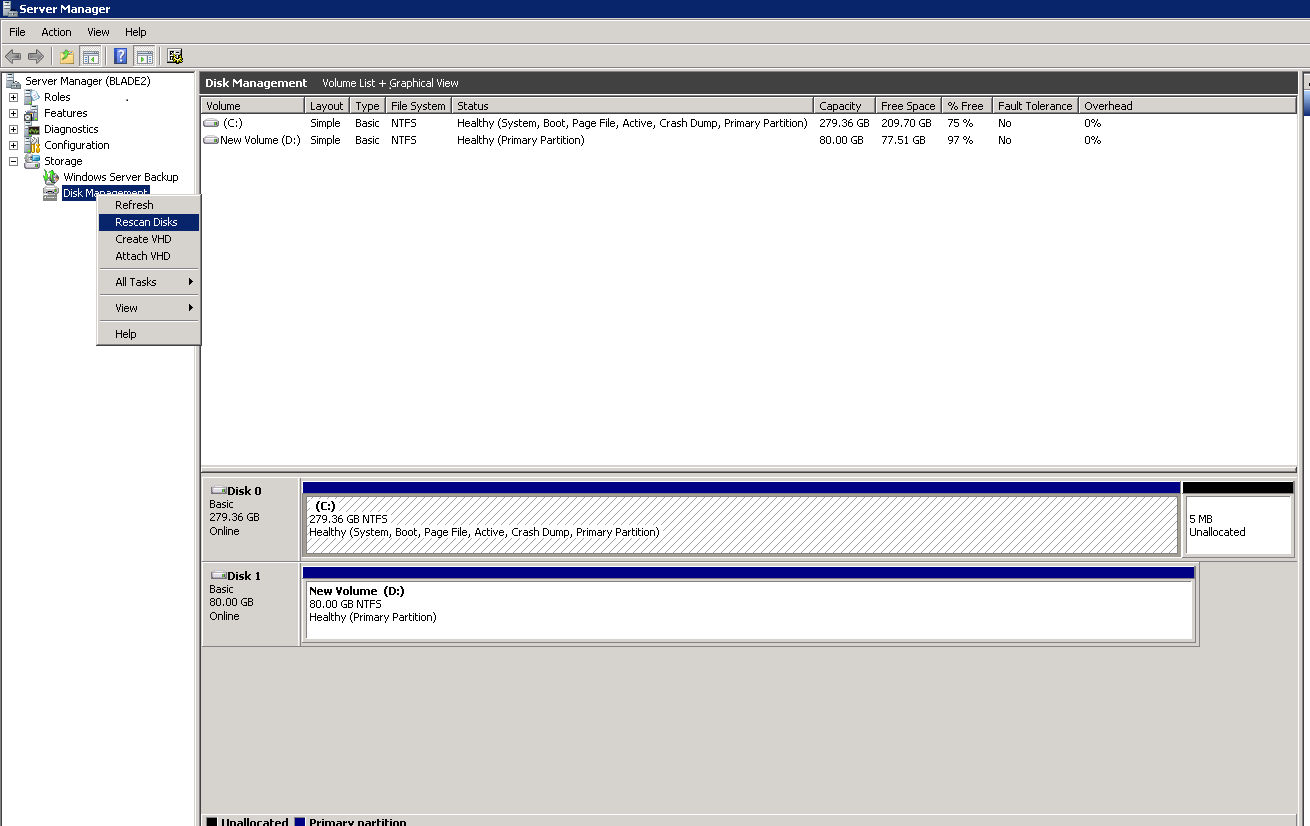 Server Manager
File Action View Help
Server Manager (BLADE2)
Roles
Features
Diagnostics
Configuration
Storage
Windows Server Backup
Disk Management
Refresh
Rescan Disks
Create VHD
Attach VHD
All Tasks
View
Help
Disk Management Volume List + Graphical View
Volume Layout Type File System Status Capacity Free Space % Free Fault Tolerance Overhead
(C:) Simple Basic NTFS Healthy (System, Boot, Page File, Active, Crash Dump, Primary Partition) 279.36 GB 209.70 GB 75 % No 0%
New Volume (D:) Simple Basic NTFS Healthy (Primary Partition) 80.00 GB 77.51 GB 97 % No 0%
Disk 0
Basic
279.36 GB
Online
(C:)
279.36 GB NTFS
Healthy (System, Boot, Page File, Active, Crash Dump, Primary Partition)
5 MB
Unallocated
Disk 1
Basic
80.00 GB
Online
New Volume (D:)
80.00 GB NTFS
Healthy (Primary Partition)
Unallocated Primary partition